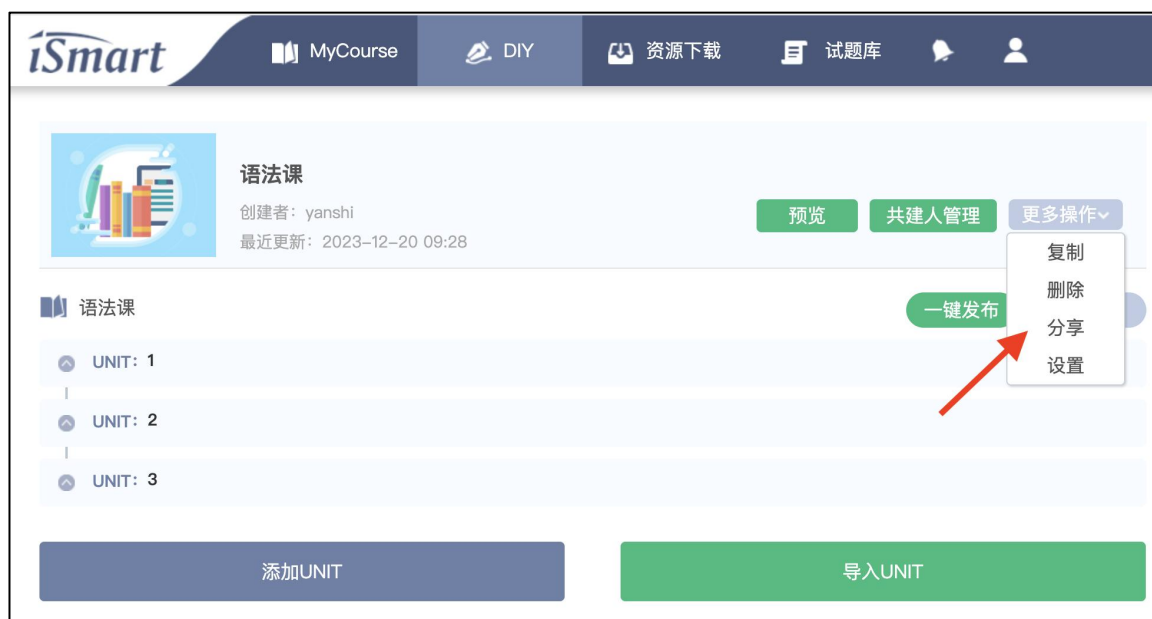 iSmart MyCourse DIY 资源下载 试题库
语法课
创建者：yanshi
最近更新：2023-12-20 09:28
预览 共建人管理 更多操作
复制
删除
分享
设置
语法课 一键发布
UNIT：1
UNIT：2
UNIT：3
添加UNIT 导入UNIT